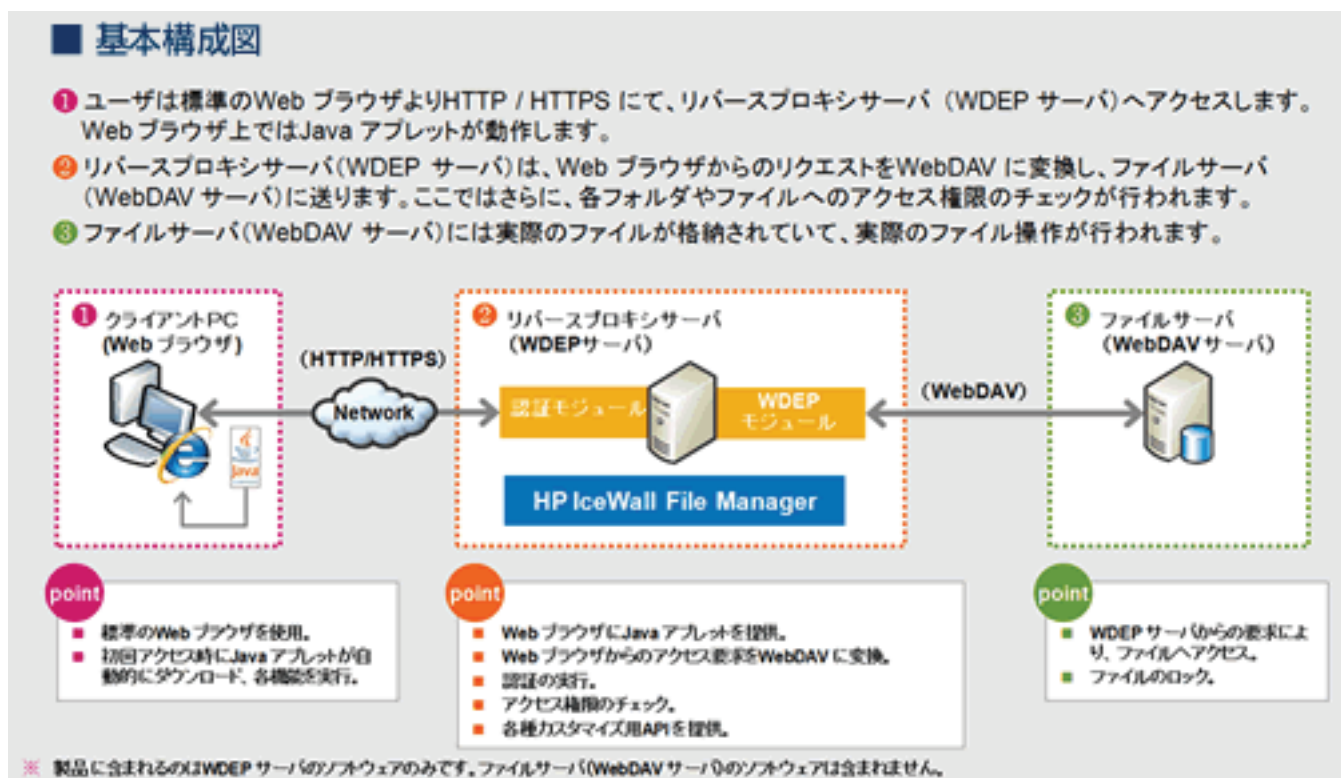 ■ 基本構成図
❶ ユーザは標準のWeb ブラウザよりHTTP / HTTPS にて、リバースプロキシサーバ (WDEP サーバ)へアクセスします。
Web ブラウザ上ではJava アプレットが動作します。
❷ リバースプロキシサーバ(WDEP サーバ)は、Web ブラウザからのリクエストをWebDAV に変換し、ファイルサーバ
(WebDAV サーバ)に送ります。ここではさらに、各フォルダやファイルへのアクセス権限のチェックが行われます。
❸ ファイルサーバ(WebDAV サーバ)には実際のファイルが格納されていて、実際のファイル操作が行われます。
❶ クライアントPC
(Web ブラウザ)
Java
(HTTP/HTTPS)
Network
❷ リバースプロキシサーバ
(WDEPサーバ)
認証モジュール
WDEP
モジュール
HP IceWall File Manager
(WebDAV)
❸ ファイルサーバ
(WebDAV サーバ)
point
■ 標準のWeb ブラウザを使用。
■ 初回アクセス時にJava アプレットが自
動的にダウンロード、各機能を実行。
point
■ Web ブラウザにJava アプレットを提供。
■ Web ブラウザからのアクセス要求をWebDAV に変換。
■ 認証の実行。
■ アクセス権限のチェック。
■ 各種カスタマイズ用APIを提供。
point
■ WDEP サーバからの要求によ
り、ファイルへアクセス。
■ ファイルのロック。
※ 製品に含まれるのはWDEP サーバのソフトウェアのみです。ファイルサーバ(WebDAV サーバ)のソフトウェアは含まれません。